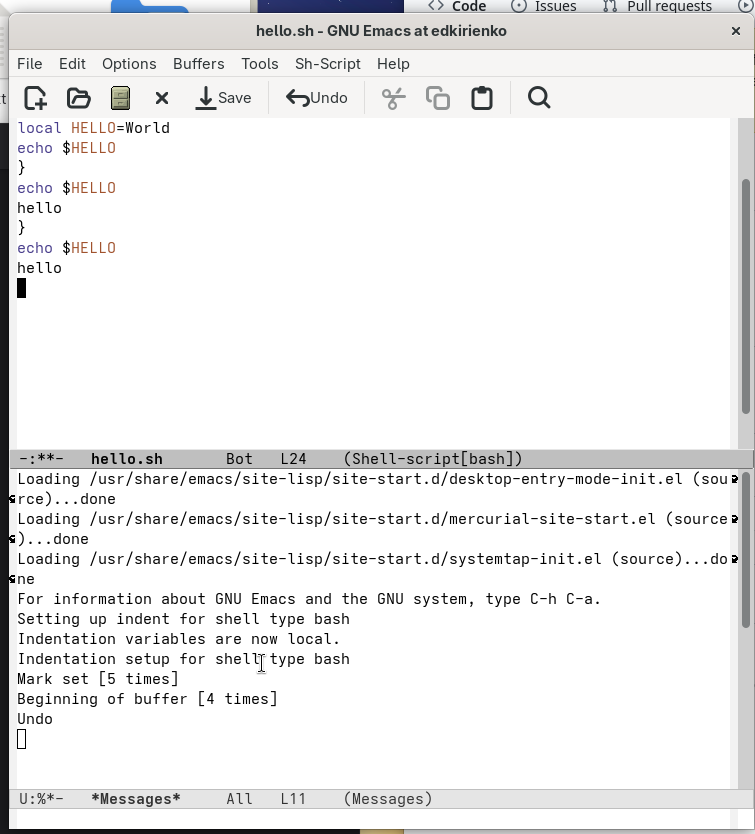 Code Issues Pull requests
hello.sh - GNU Emacs at edkirienko
File Edit Options Buffers Tools Sh-Script Help
Save Undo
local HELLO=World
echo $HELLO
}
echo $HELLO
hello
}
echo $HELLO
hello
-:**- hello.sh Bot L24 (Shell-script[bash])
Loading /usr/share/emacs/site-lisp/site-start.d/desktop-entry-mode-init.el (sou
rce)...done
Loading /usr/share/emacs/site-lisp/site-start.d/mercurial-site-start.el (source
)...done
Loading /usr/share/emacs/site-lisp/site-start.d/systemtap-init.el (source)...do
ne
For information about GNU Emacs and the GNU system, type C-h C-a.
Setting up indent for shell type bash
Indentation variables are now local.
Indentation setup for shell type bash
Mark set [5 times]
Beginning of buffer [4 times]
Undo
U:%*- *Messages* All L11 (Messages)